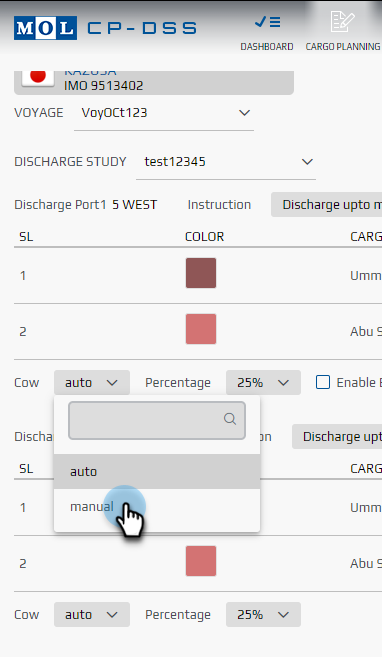 MOL CP-DSS
DASHBOARD
CARGO PLANNING
KAZUSA
IMO 9513402
VOYAGE VoyOCt123
DISCHARGE STUDY test12345
Discharge Port1 5 WEST Instruction Discharge upto m
SL COLOR CARG
1 Umm
2 Abu S
Cow auto Percentage 25% Enable E
auto
manual
Discha on Discharge upt
SL CARG
1 Umm
2 Abu S
Cow auto Percentage 25%